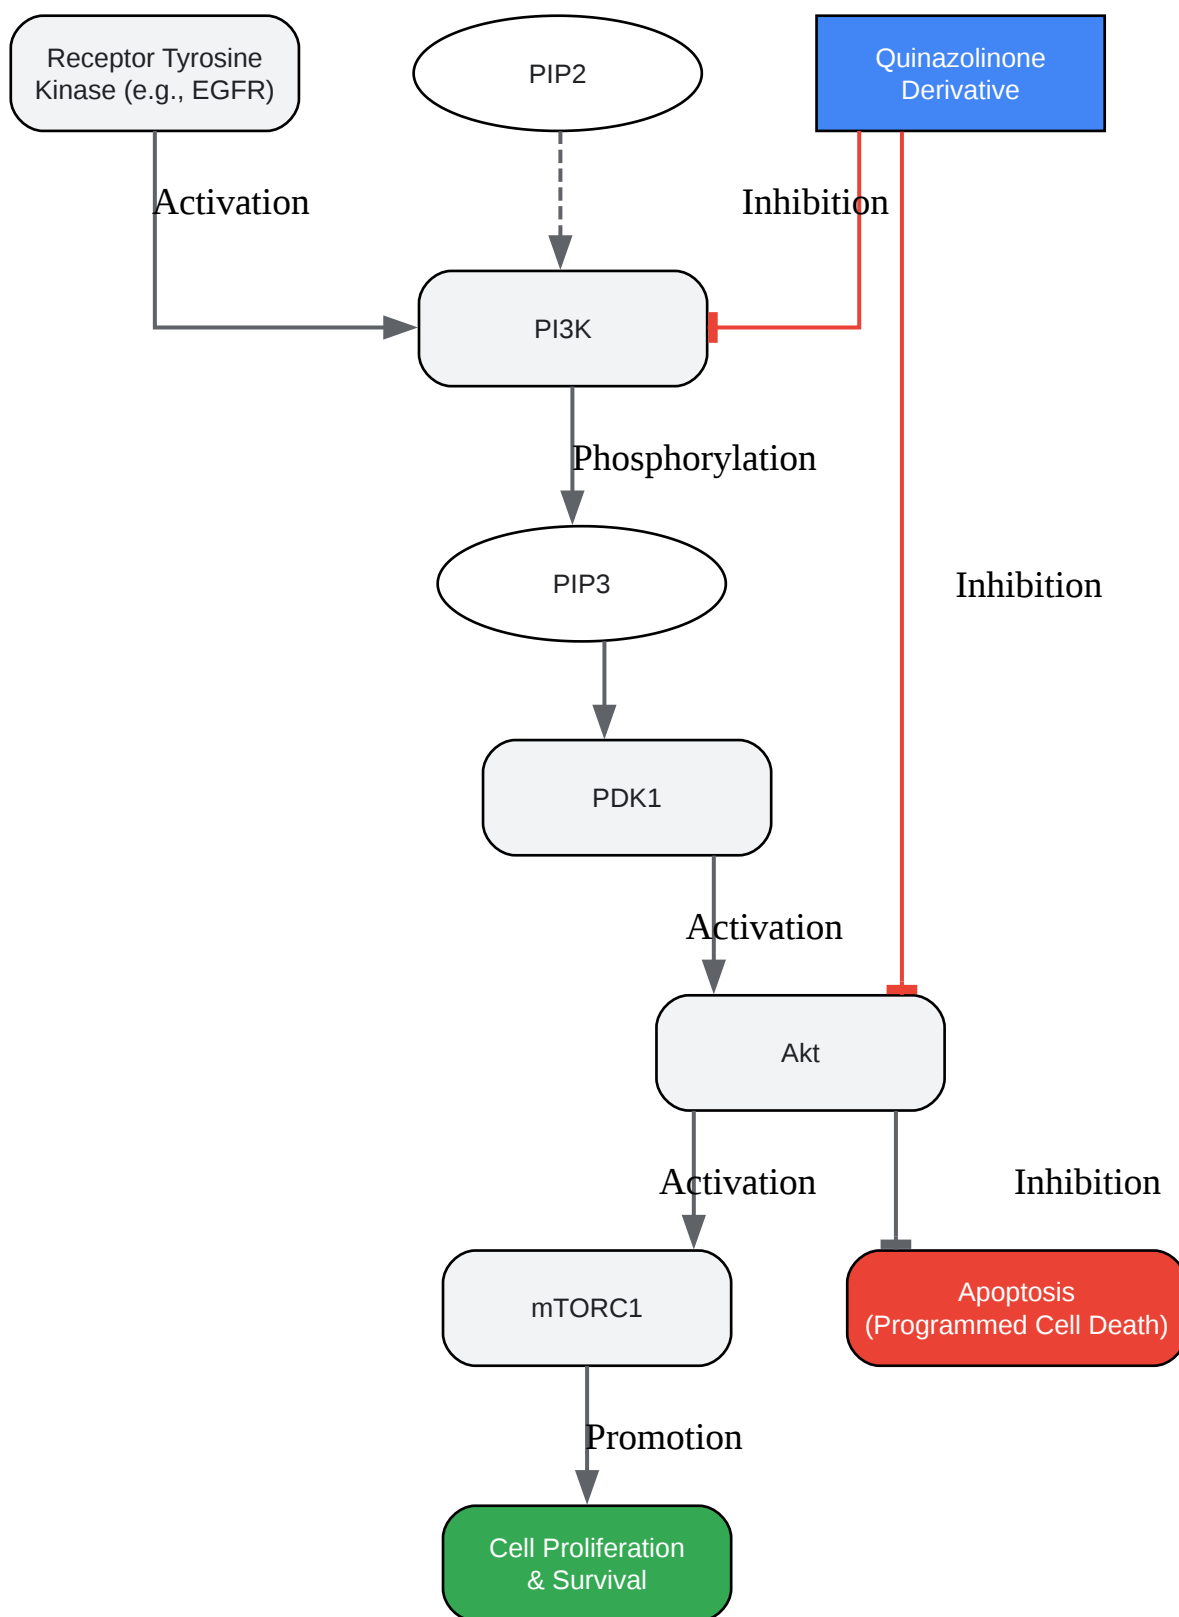 Receptor Tyrosine
Kinase (e.g., EGFR)
PIP2
Quinazolinone
Derivative
Activation
Inhibition
PI3K
Phosphorylation
PIP3
Inhibition
PDK1
Activation
Akt
Activation
Inhibition
mTORC1
Apoptosis
(Programmed Cell Death)
Promotion
Cell Proliferation
& Survival